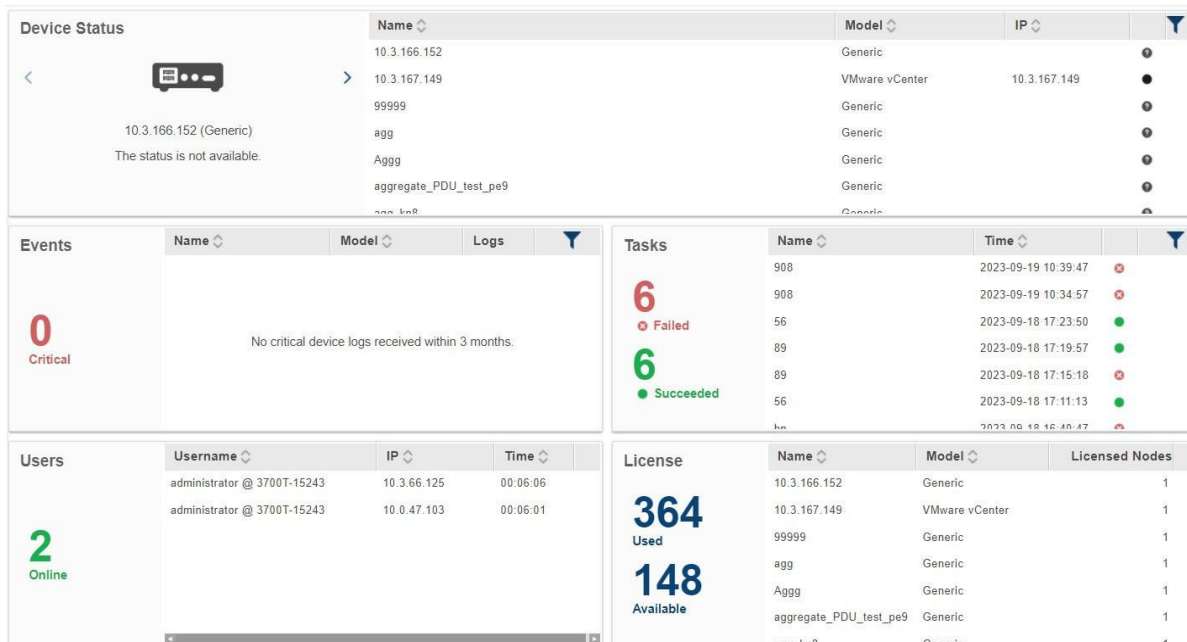 Device Status
10.3.166.152 (Generic)
The status is not available.
Name Model IP
10.3.166.152 Generic
10.3.167.149 VMware vCenter 10.3.167.149
99999 Generic
agg Generic
Aggg Generic
aggregate_PDU_test_pe9 Generic
agg_kn8 Generic
Events
0
Critical
Name Model Logs
No critical device logs received within 3 months.
Tasks
6
Failed
6
Succeeded
Name Time
908 2023-09-19 10:39:47
908 2023-09-19 10:34:57
56 2023-09-18 17:23:50
89 2023-09-18 17:19:57
89 2023-09-18 17:15:18
56 2023-09-18 17:11:13
2023-09-18 16:40:47
Users
2
Online
Username IP Time
administrator @ 3700T-15243 10.3.66.125 00:06:06
administrator @ 3700T-15243 10.0.47.103 00:06:01
License
364
Used
148
Available
Name Model Licensed Nodes
10.3.166.152 Generic 1
10.3.167.149 VMware vCenter 1
99999 Generic 1
agg Generic 1
Aggg Generic 1
aggregate_PDU_test_pe9 Generic 1